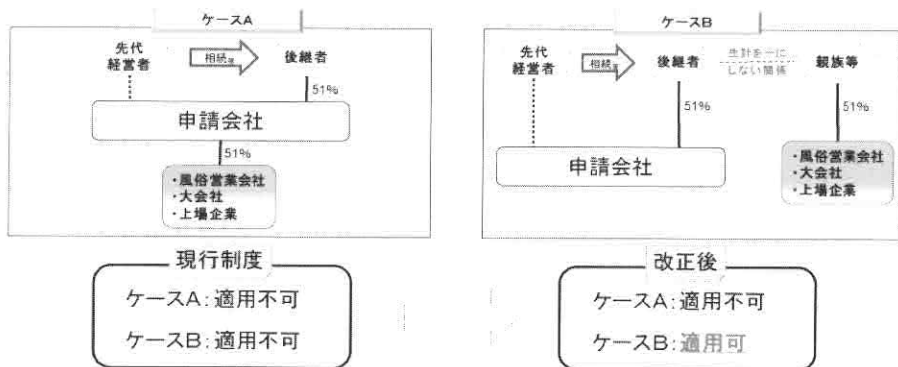 ケースA
先代
経営者
相続等
後継者
51%
申請会社
51%
・風俗営業会社
・大会社
・上場企業
ケースB
先代
経営者
相続等
後継者
生計を一に
しない関係
親族等
51%
51%
申請会社
・風俗営業会社
・大会社
・上場企業
現行制度
ケースA:適用不可
ケースB:適用不可
改正後
ケースA:適用不可
ケースB:適用可